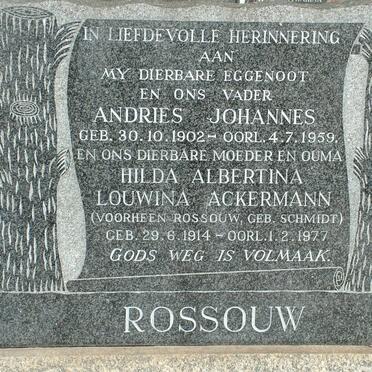 IN LIEFDEVOLLE HERINNERING
AAN
MY DIERBARE EGGENOOT
EN ONS VADER
ANDRIES JOHANNES
GEB. 30.10.1902 – OORL. 4.7.1959.
EN ONS DIERBARE MOEDER EN OUMA
HILDA ALBERTINA
LOUWINA ACKERMANN
(VOORHEEN ROSSOUW, GEB. SCHMIDT)
GEB. 29.6.1914 – OORL. 1.2.1977
GODS WEG IS VOLMAAK.
ROSSOUW